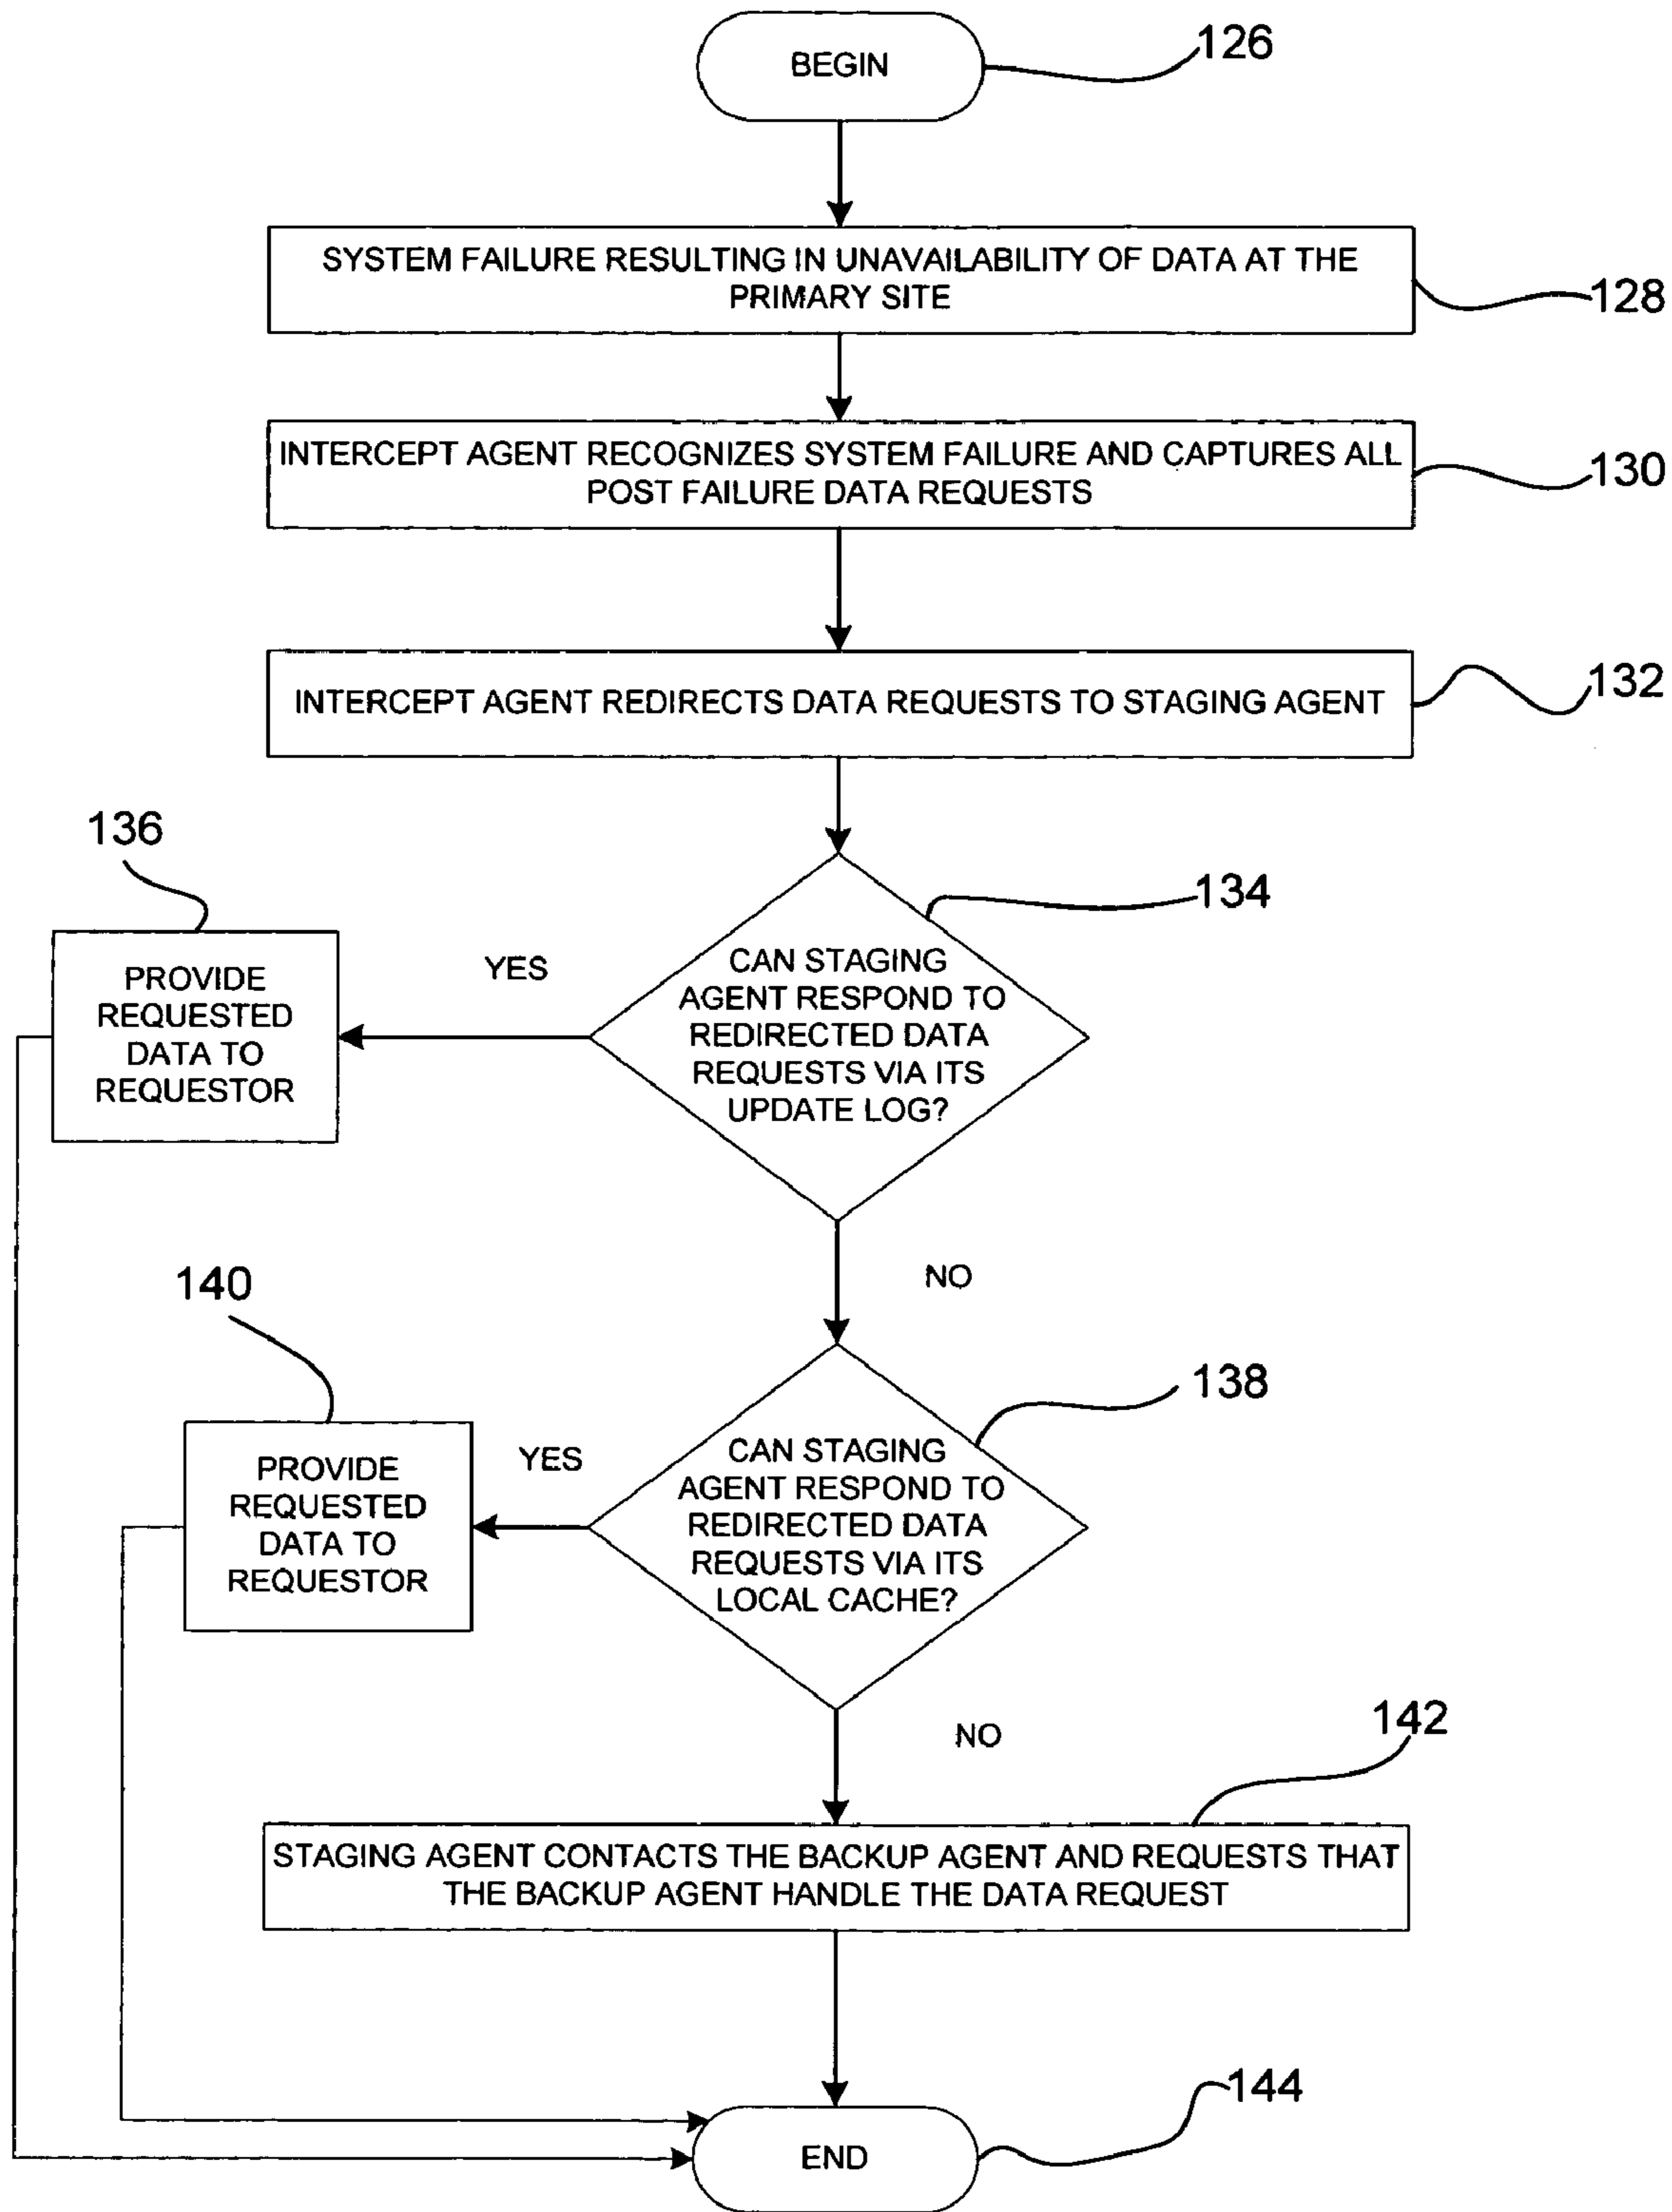 BEGIN
126
SYSTEM FAILURE RESULTING IN UNAVAILABILITY OF DATA AT THE
PRIMARY SITE
128
INTERCEPT AGENT RECOGNIZES SYSTEM FAILURE AND CAPTURES ALL
POST FAILURE DATA REQUESTS
130
INTERCEPT AGENT REDIRECTS DATA REQUESTS TO STAGING AGENT
132
134
CAN STAGING
AGENT RESPOND TO
REDIRECTED DATA
REQUESTS VIA ITS
UPDATE LOG?
YES
136
PROVIDE
REQUESTED
DATA TO
REQUESTOR
NO
138
CAN STAGING
AGENT RESPOND TO
REDIRECTED DATA
REQUESTS VIA ITS
LOCAL CACHE?
YES
140
PROVIDE
REQUESTED
DATA TO
REQUESTOR
NO
142
STAGING AGENT CONTACTS THE BACKUP AGENT AND REQUESTS THAT
THE BACKUP AGENT HANDLE THE DATA REQUEST
144
END